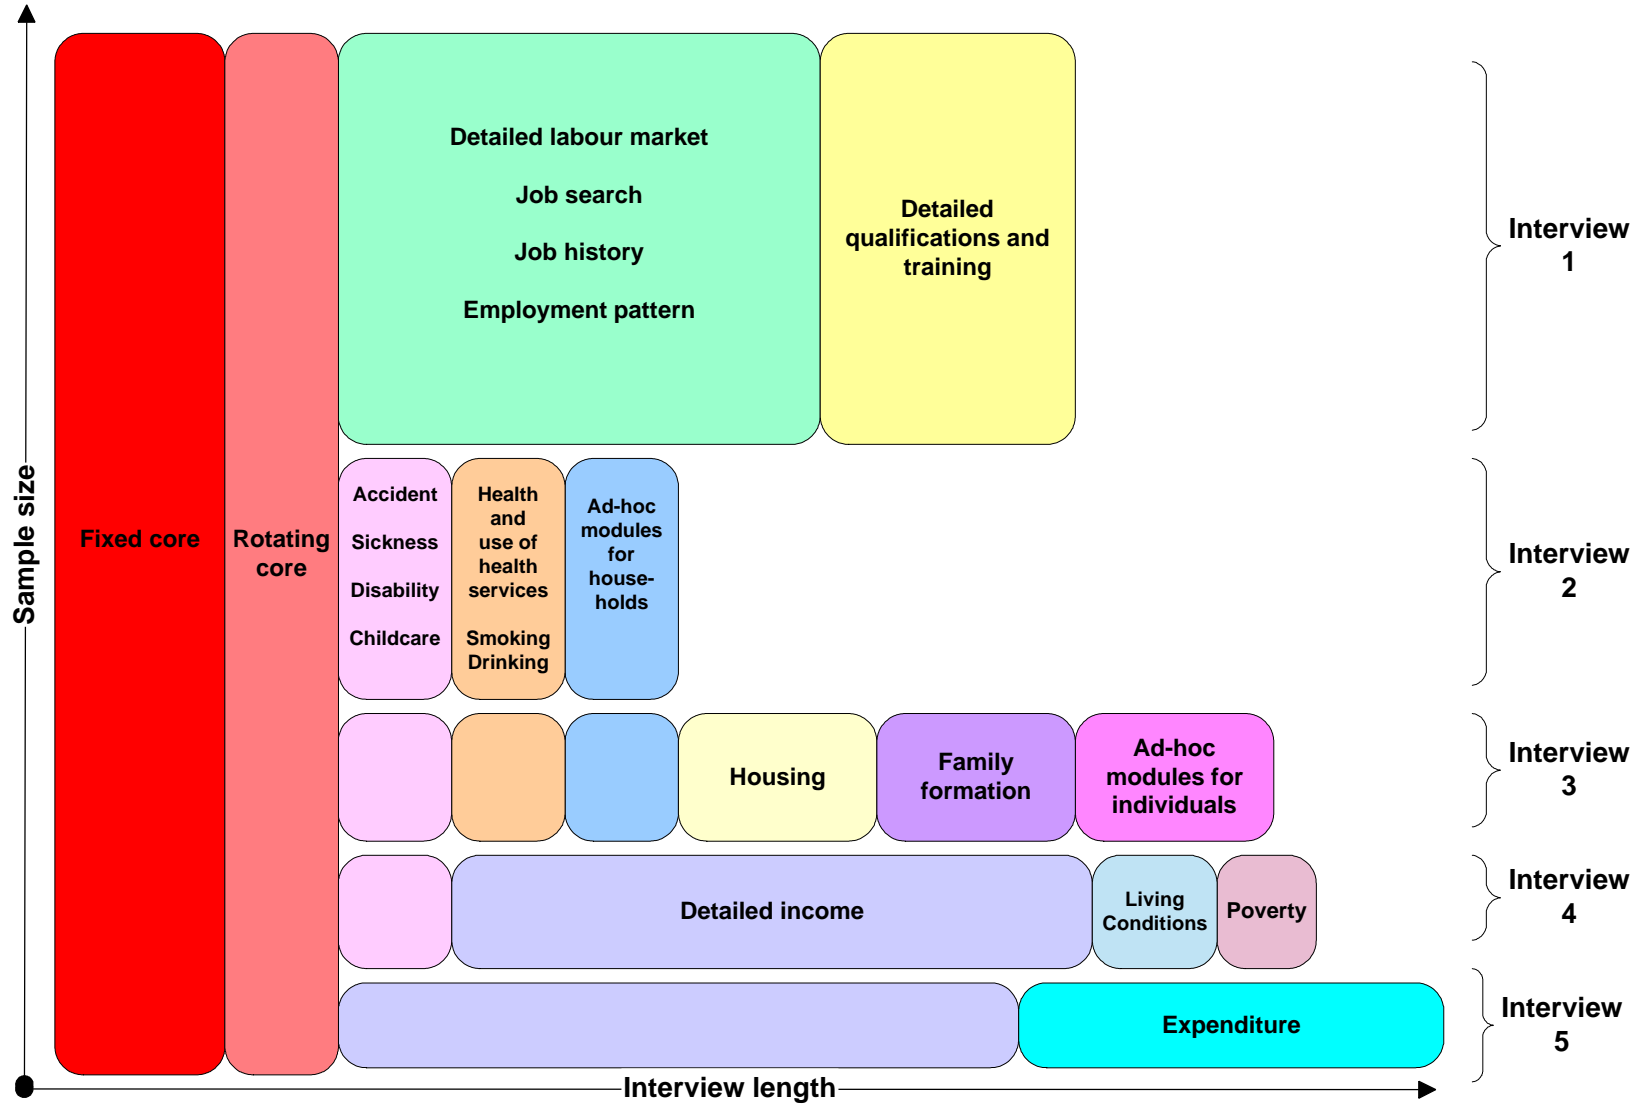 Sample size
Fixed core
Rotating
core
Detailed labour market
Job search
Job history
Employment pattern
Detailed
qualifications and
training
Interview
1
Accident
Sickness
Disability
Childcare
Health
and
use of
health
services
Smoking
Drinking
Ad-hoc
modules
for
house-
holds
Interview
2
Housing
Family
formation
Ad-hoc
modules for
individuals
Interview
3
Detailed income
Living
Conditions
Poverty
Interview
4
Expenditure
Interview
5
Interview length